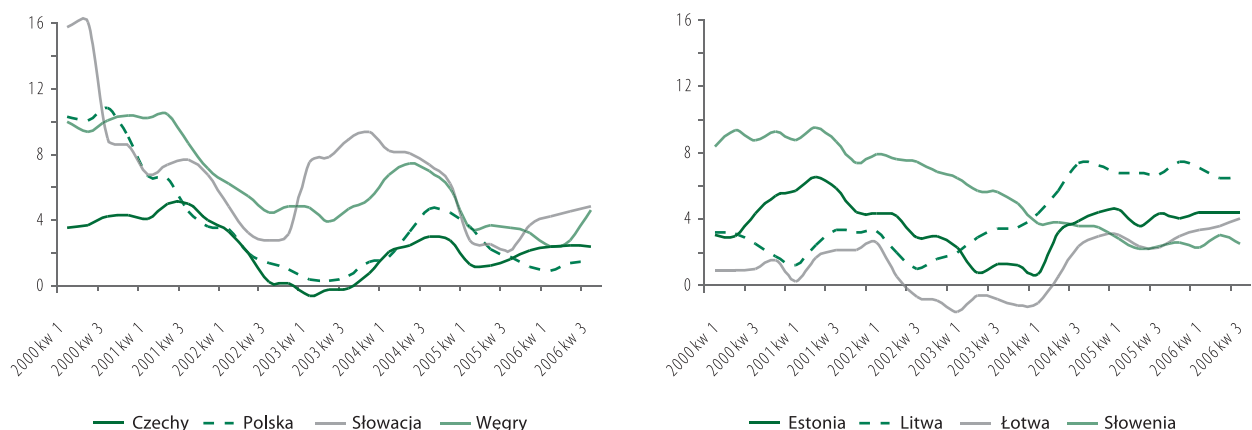 16
12
8
4
0
2000 kw 1
2000 kw 3
2001 kw 1
2001 kw 3
2002 kw 1
2002 kw 3
2003 kw 1
2003 kw 3
2004 kw 1
2004 kw 3
2005 kw 1
2005 kw 3
2006 kw 1
2006 kw 3
Czechy Polska Słowacja Węgry
16
12
8
4
0
2000 kw 1
2000 kw 3
2001 kw 1
2001 kw 3
2002 kw 1
2002 kw 3
2003 kw 1
2003 kw 3
2004 kw 1
2004 kw 3
2005 kw 1
2005 kw 3
2006 kw 1
2006 kw 3
Estonia Litwa Łotwa Słowenia